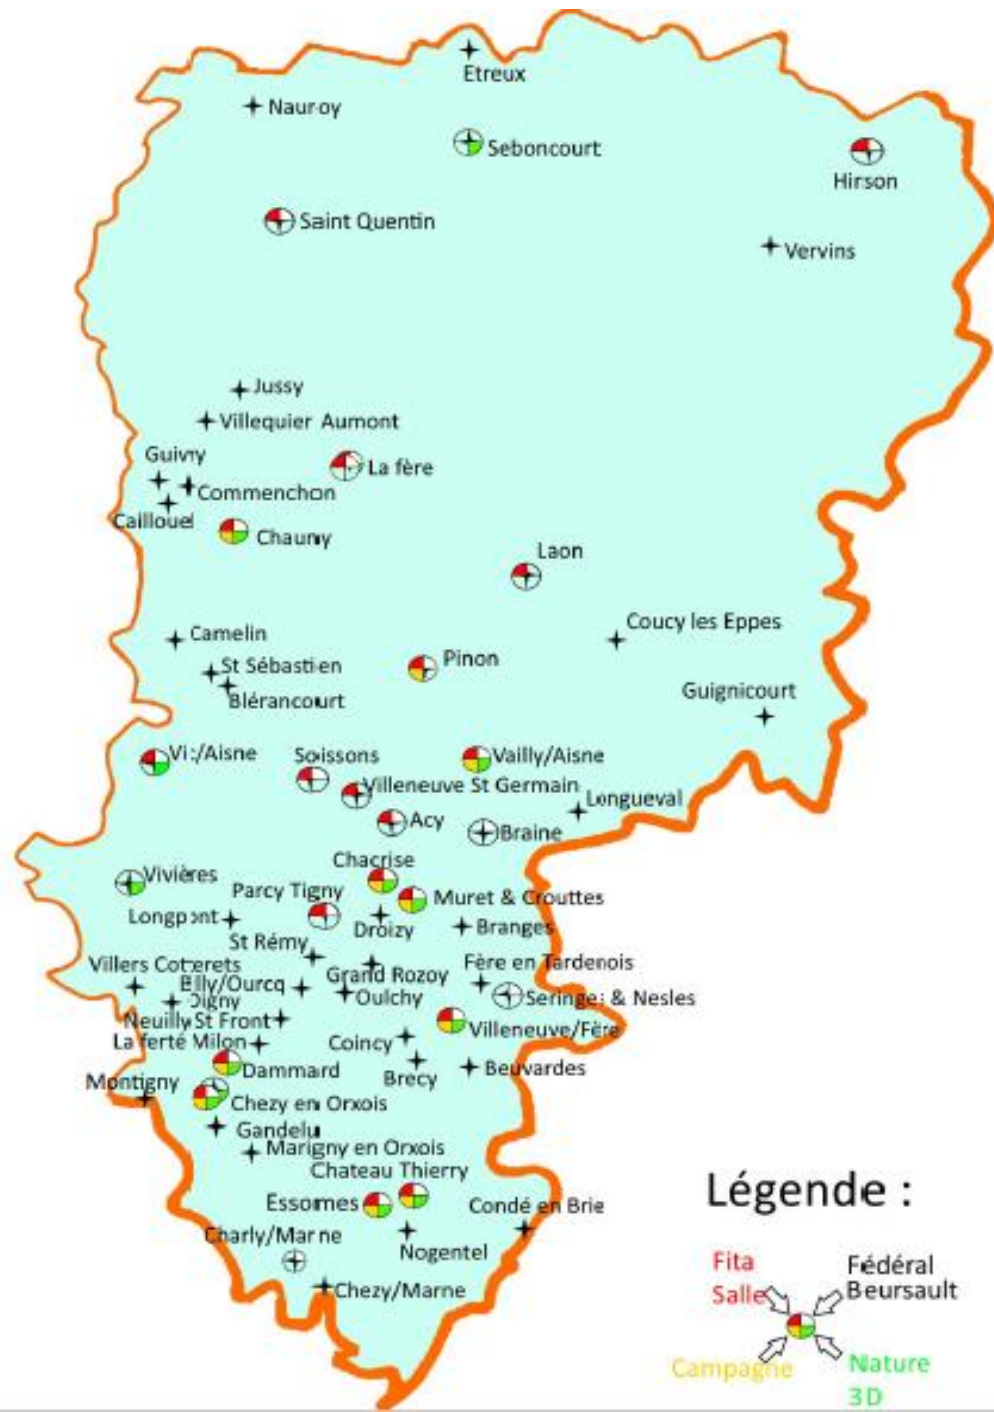 Etreux
Nauroy
Seboncourt
Hirson
Saint Quentin
Vervins
Jussy
Villequier Aumont
Guivry
La fère
Commenchon
Caillouel
Chauny
Laon
Coucy les Eppes
Camelin
Pinon
St Sébastien
Guignicourt
Blérancourt
Vic/Aisne
Soissons
Vailly/Aisne
Villeneuve St Germain
Longueval
Acy
Braine
Chacrise
Vivières
Parcy Tigny
Muret & Crouttes
Longpont
Droizy
Branges
St Rémy
Villers Cotterets
Grand Rozoy
Fère en Tardenois
Billy/Ourcq
Oulchy
Seringes & Nesles
Oigny
Neuilly St Front
Villeneuve/Fère
La ferté Milon
Coincy
Dammard
Brecy
Beuvardes
Montigny
Chezy en Orxois
Gandelu
Marigny en Orxois
Chateau Thierry
Essomes
Condé en Brie
Charly/Marne
Nogentel
Chezy/Marne
Légende :
Fita
Salle
Fédéral
Beursault
Campagne
Nature
3D